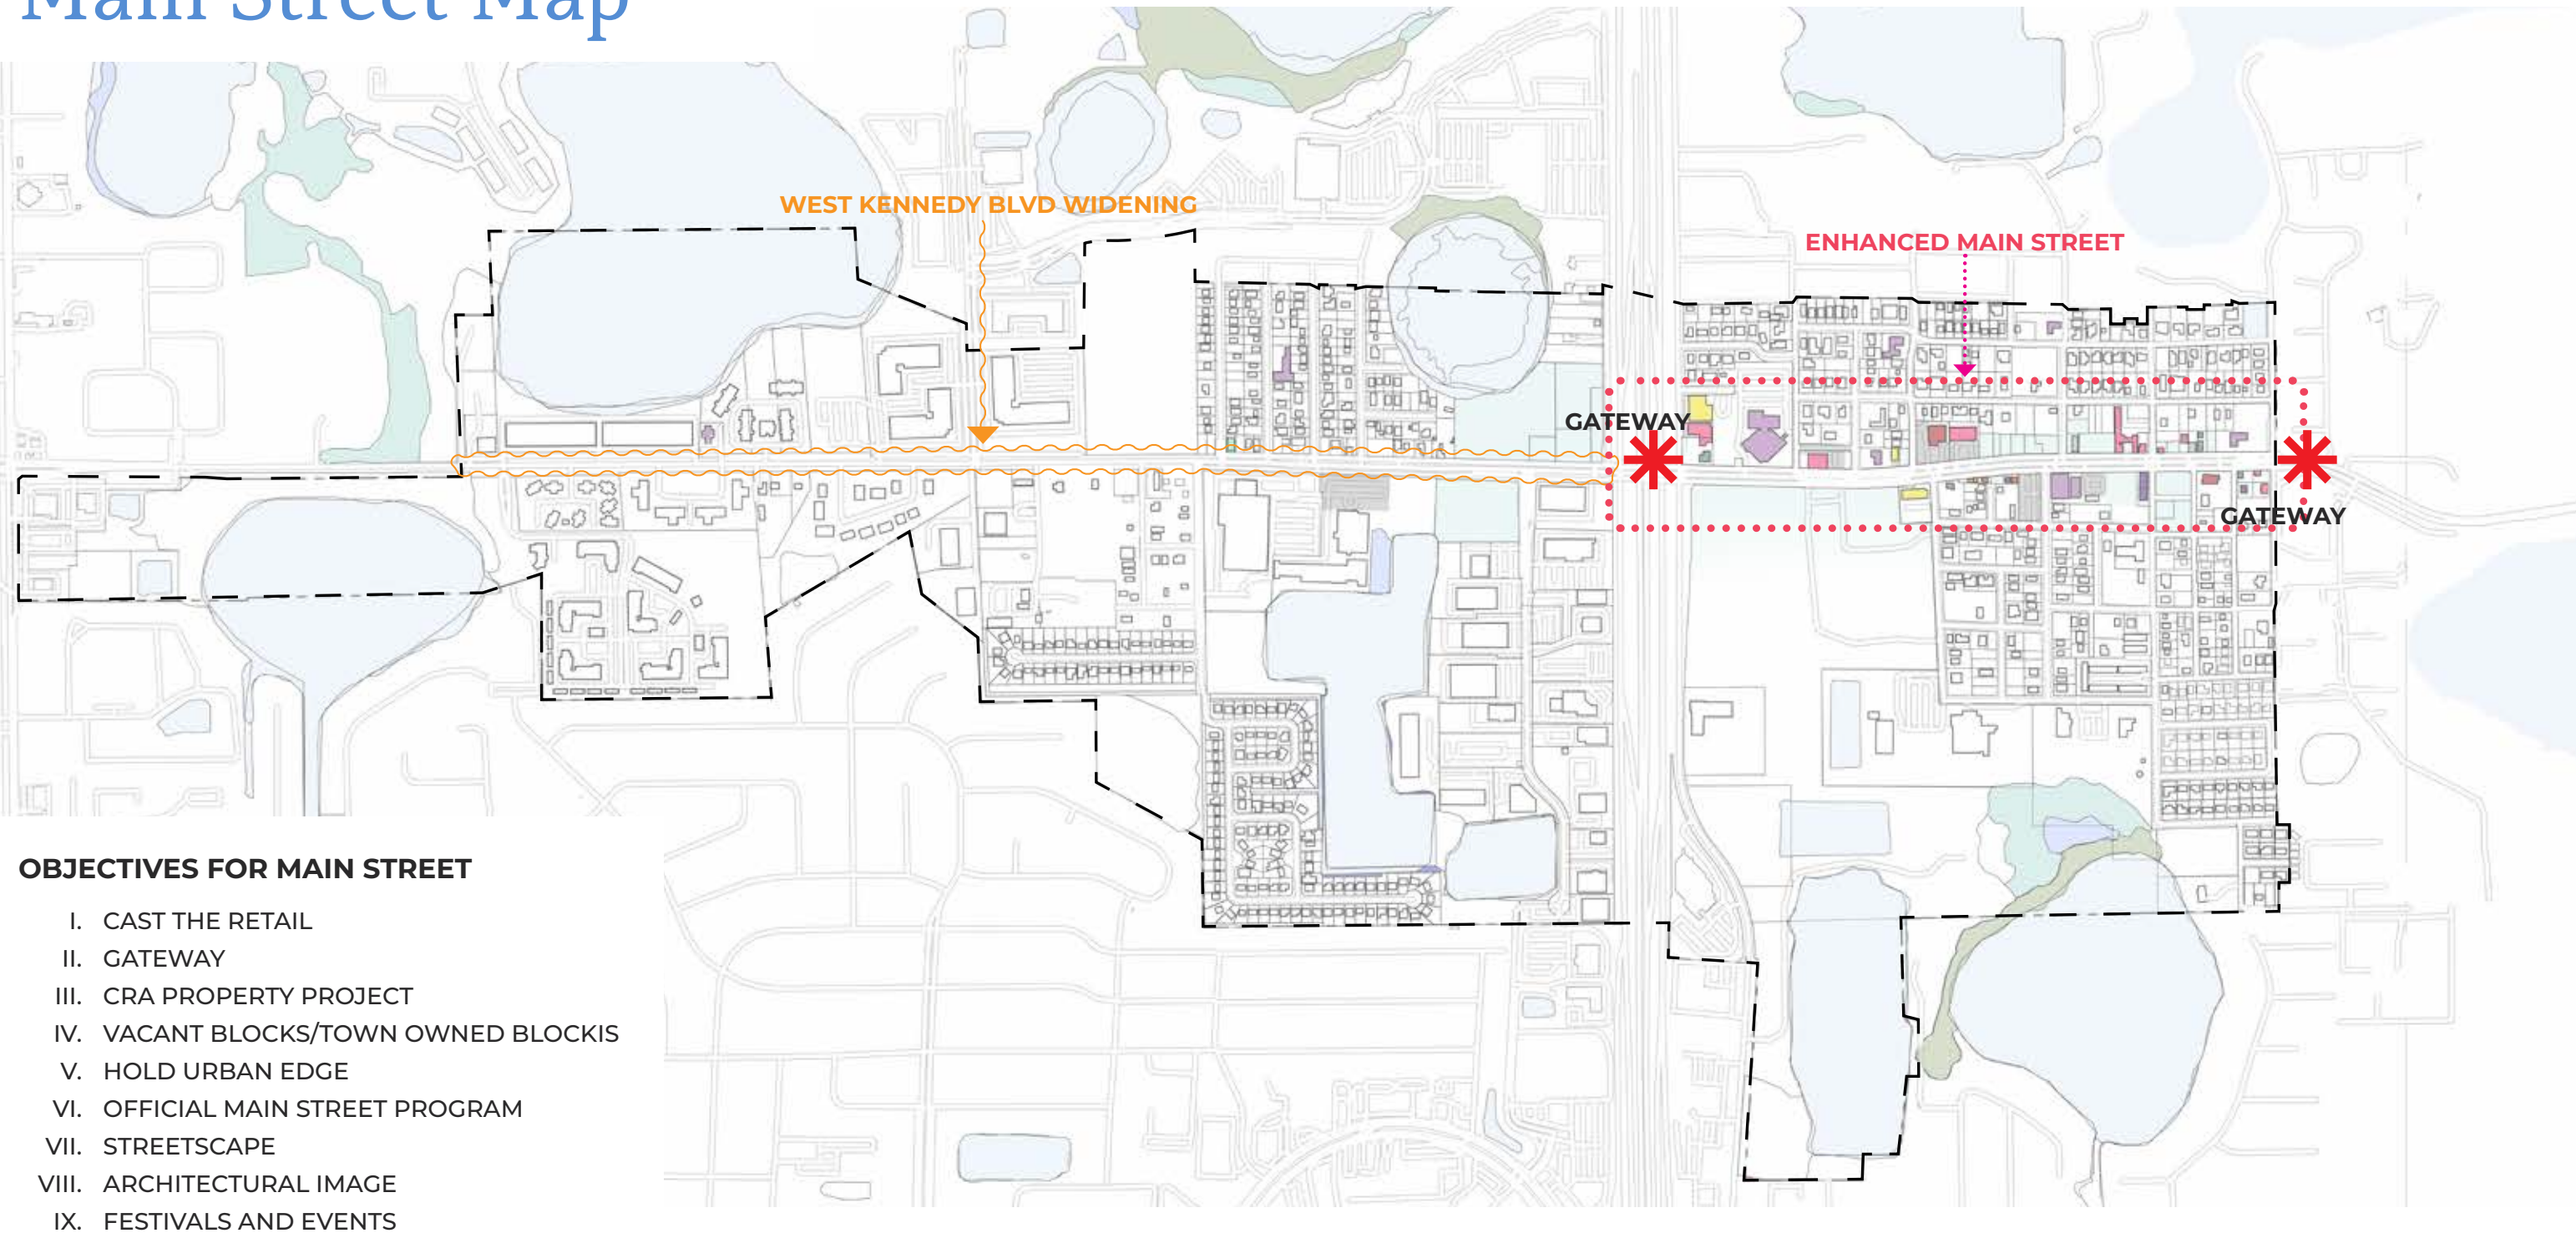 Main Street Map
WEST KENNEDY BLVD WIDENING
ENHANCED MAIN STREET
GATEWAY
GATEWAY
OBJECTIVES FOR MAIN STREET
I. CAST THE RETAIL
II. GATEWAY
III. CRA PROPERTY PROJECT
IV. VACANT BLOCKS/TOWN OWNED BLOCKIS
V. HOLD URBAN EDGE
VI. OFFICIAL MAIN STREET PROGRAM
VII. STREETSCAPE
VIII. ARCHITECTURAL IMAGE
IX. FESTIVALS AND EVENTS